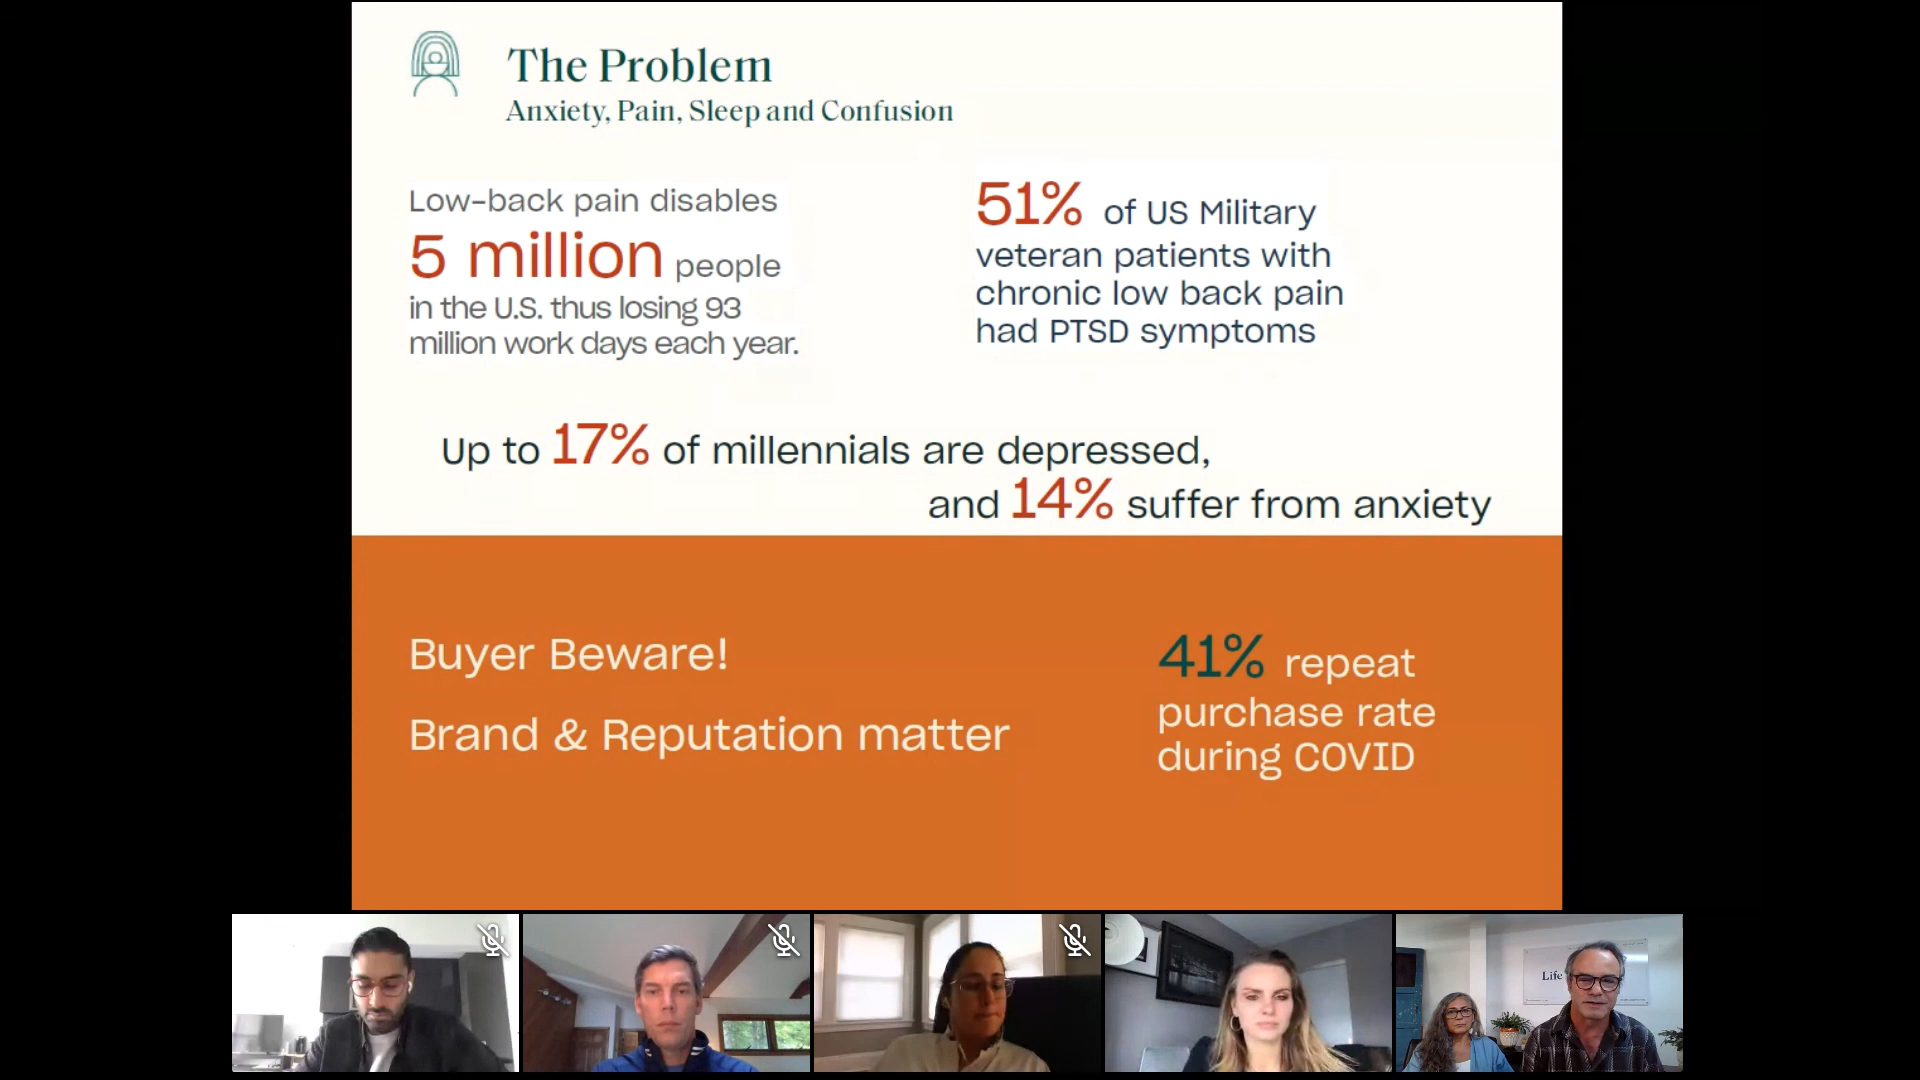 The Problem
Anxiety, Pain, Sleep and Confusion
Low-back pain disables
5 million people
in the U.S. thus losing 93
million work days each year.
51% of US Military
veteran patients with
chronic low back pain
had PTSD symptoms
Up to 17% of millennials are depressed,
and 14% suffer from anxiety
Buyer Beware!
Brand & Reputation matter
41% repeat
purchase rate
during COVID
Life